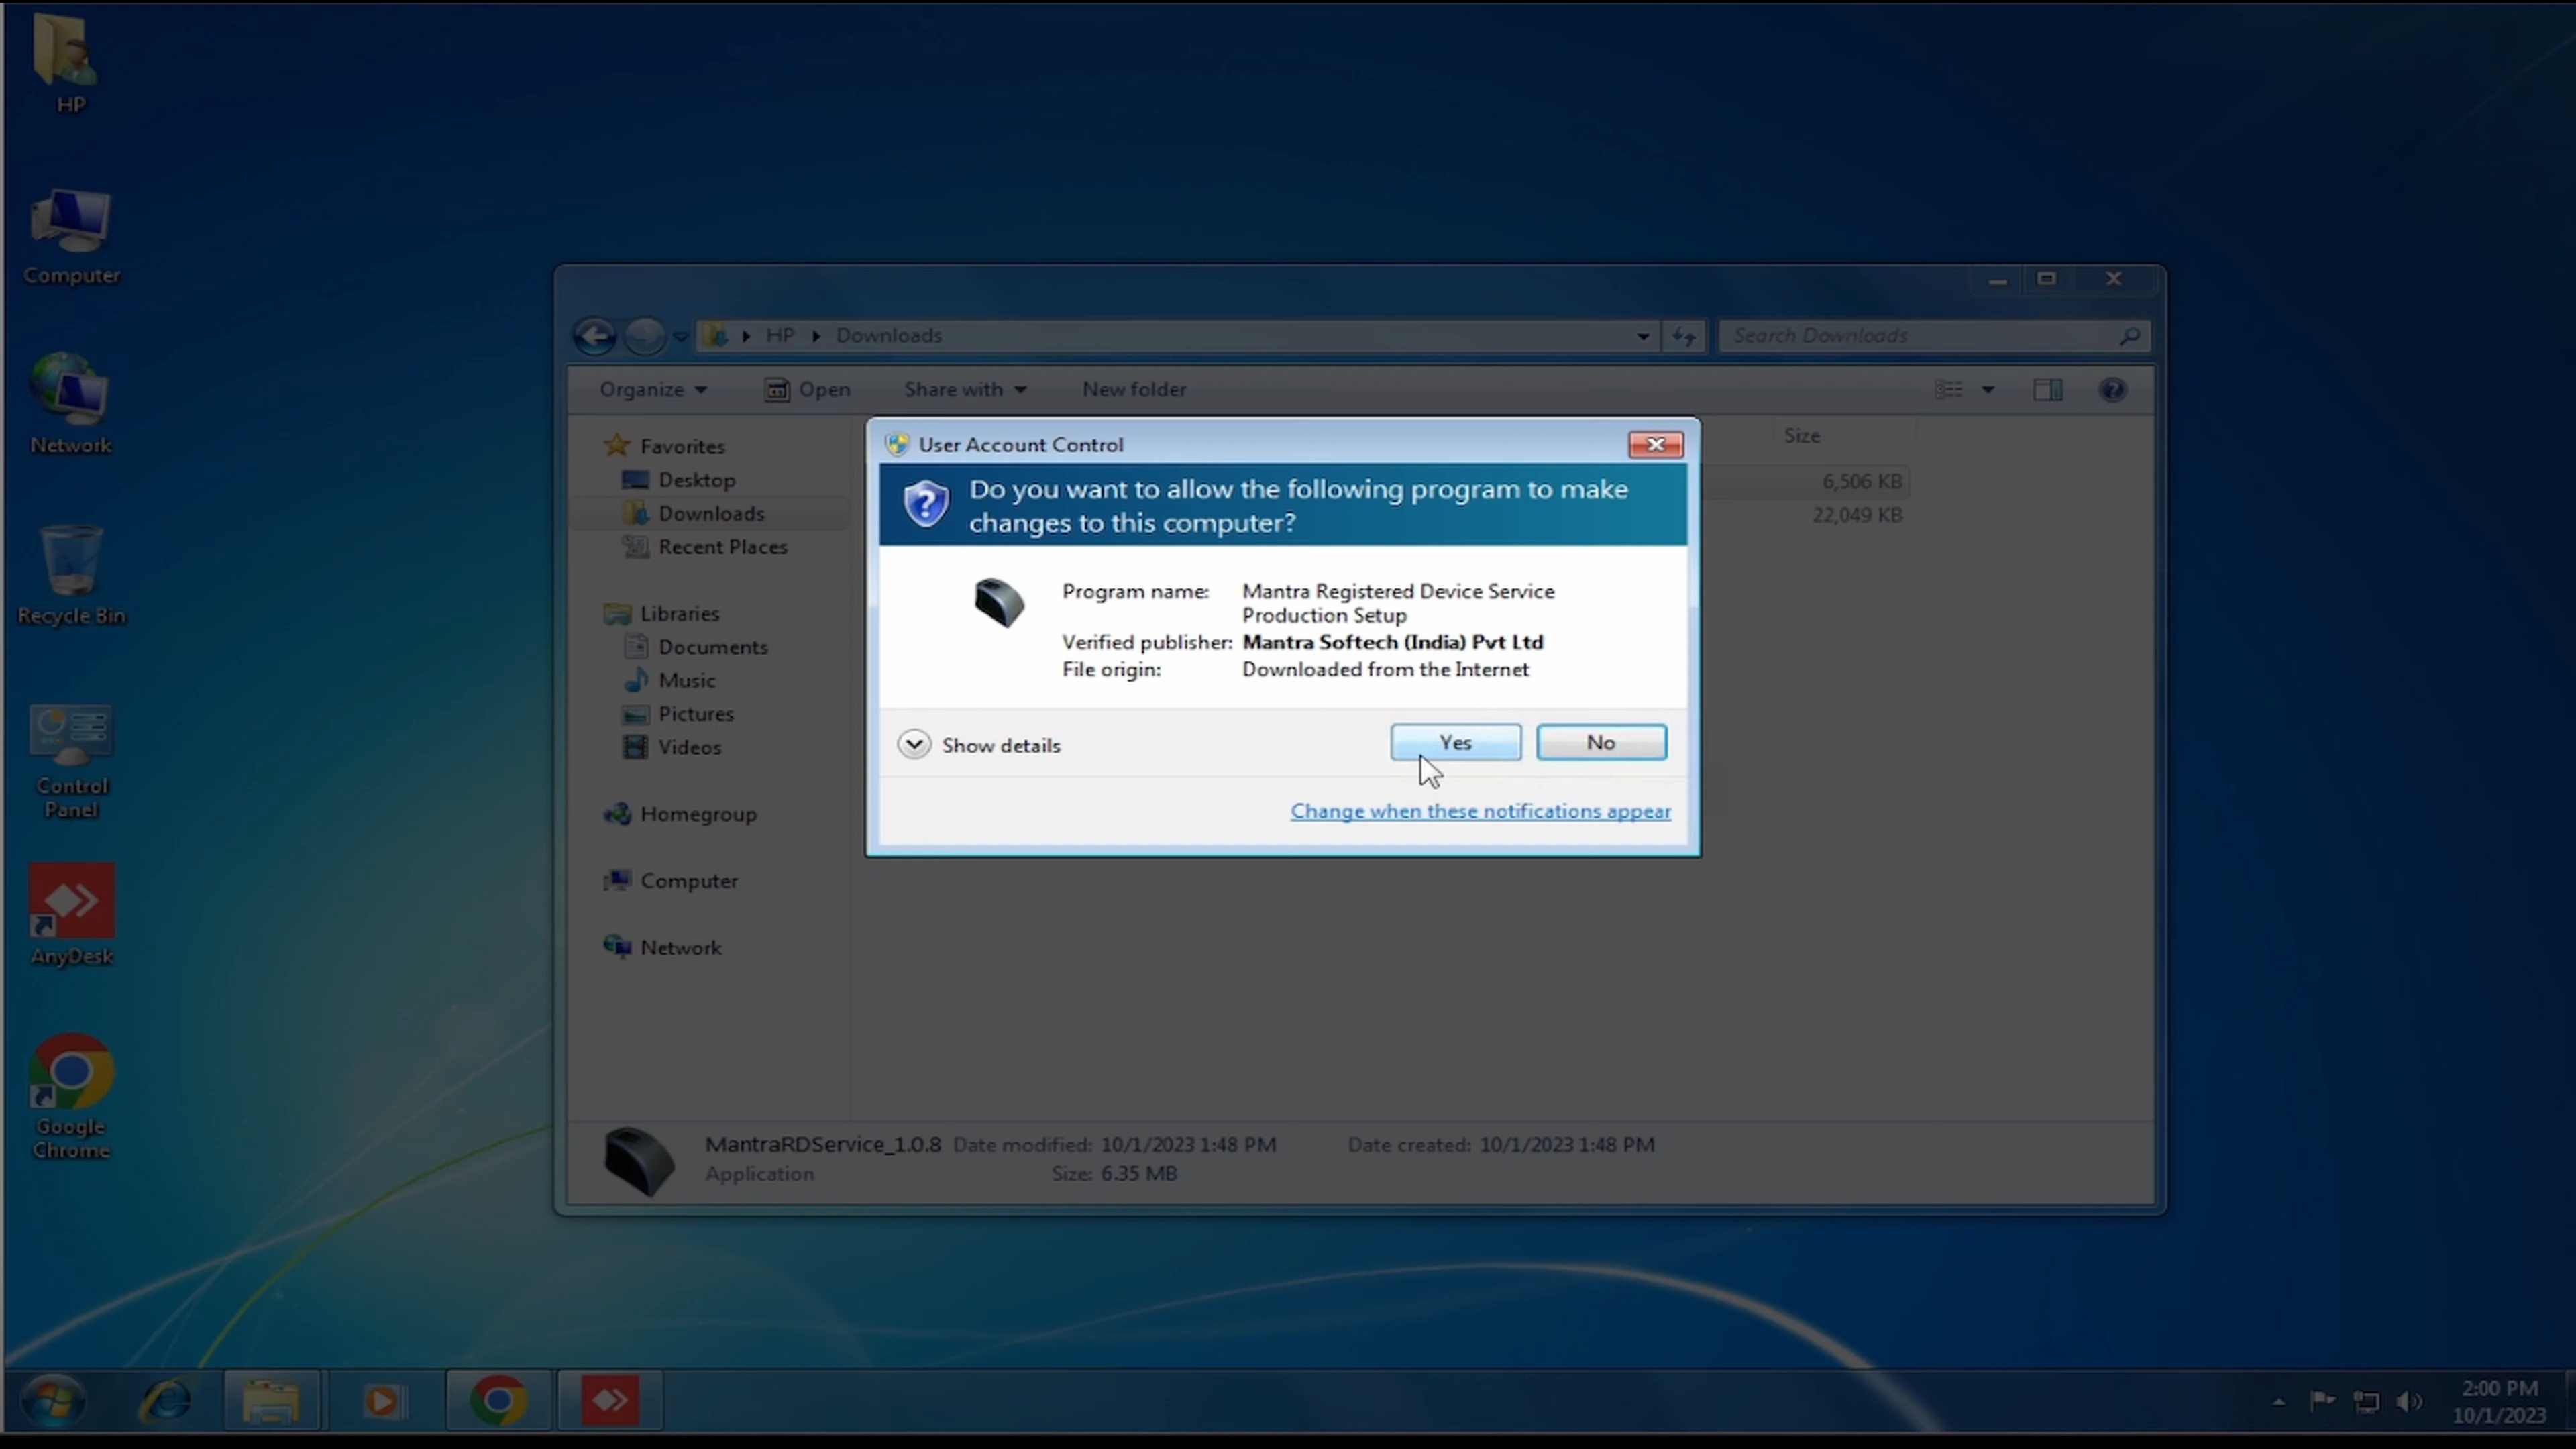 HP
Computer
Network
Recycle Bin
Control
Panel
AnyDesk
Google
Chrome
HP Downloads
Search Downloads
Organize Open Share with New folder
Size
6,506 KB
22,049 KB
Favorites
Desktop
Downloads
Recent Places
Libraries
Documents
Music
Pictures
Videos
Homegroup
Computer
Network
User Account Control
Do you want to allow the following program to make
changes to this computer?
Program name: Mantra Registered Device Service
Production Setup
Verified publisher: Mantra Softech (India) Pvt Ltd
File origin: Downloaded from the Internet
Show details Yes No
Change when these notifications appear
MantraRDService_1.0.8 Date modified: 10/1/2023 1:48 PM Date created: 10/1/2023 1:48 PM
Application Size: 6.35 MB
2:00 PM
10/1/2023